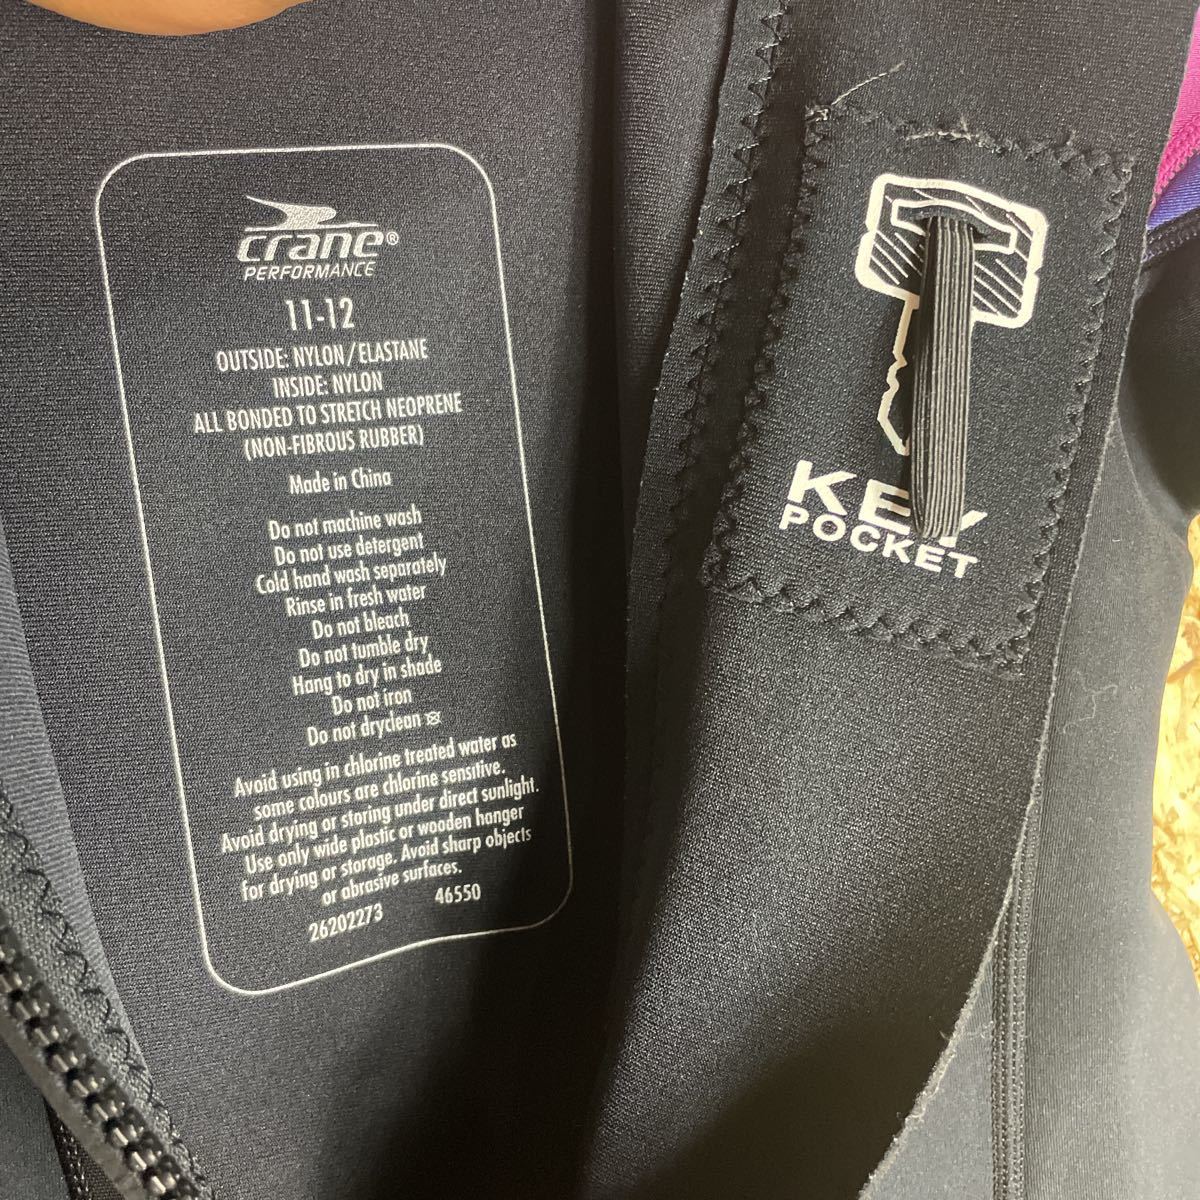 crane®
PERFORMANCE
11-12
OUTSIDE: NYLON/ELASTANE
INSIDE: NYLON
ALL BONDED TO STRETCH NEOPRENE
(NON-FIBROUS RUBBER)
Made in China
Do not machine wash
Do not use detergent
Cold hand wash separately
Rinse in fresh water
Do not bleach
Do not tumble dry
Hang to dry in shade
Do not iron
Do not dryclean
Avoid using in chlorine treated water as
some colours are chlorine sensitive.
Avoid drying or storing under direct sunlight.
Use only wide plastic or wooden hanger
for drying or storage. Avoid sharp objects
or abrasive surfaces.
26202273 46550
KEY
POCKET